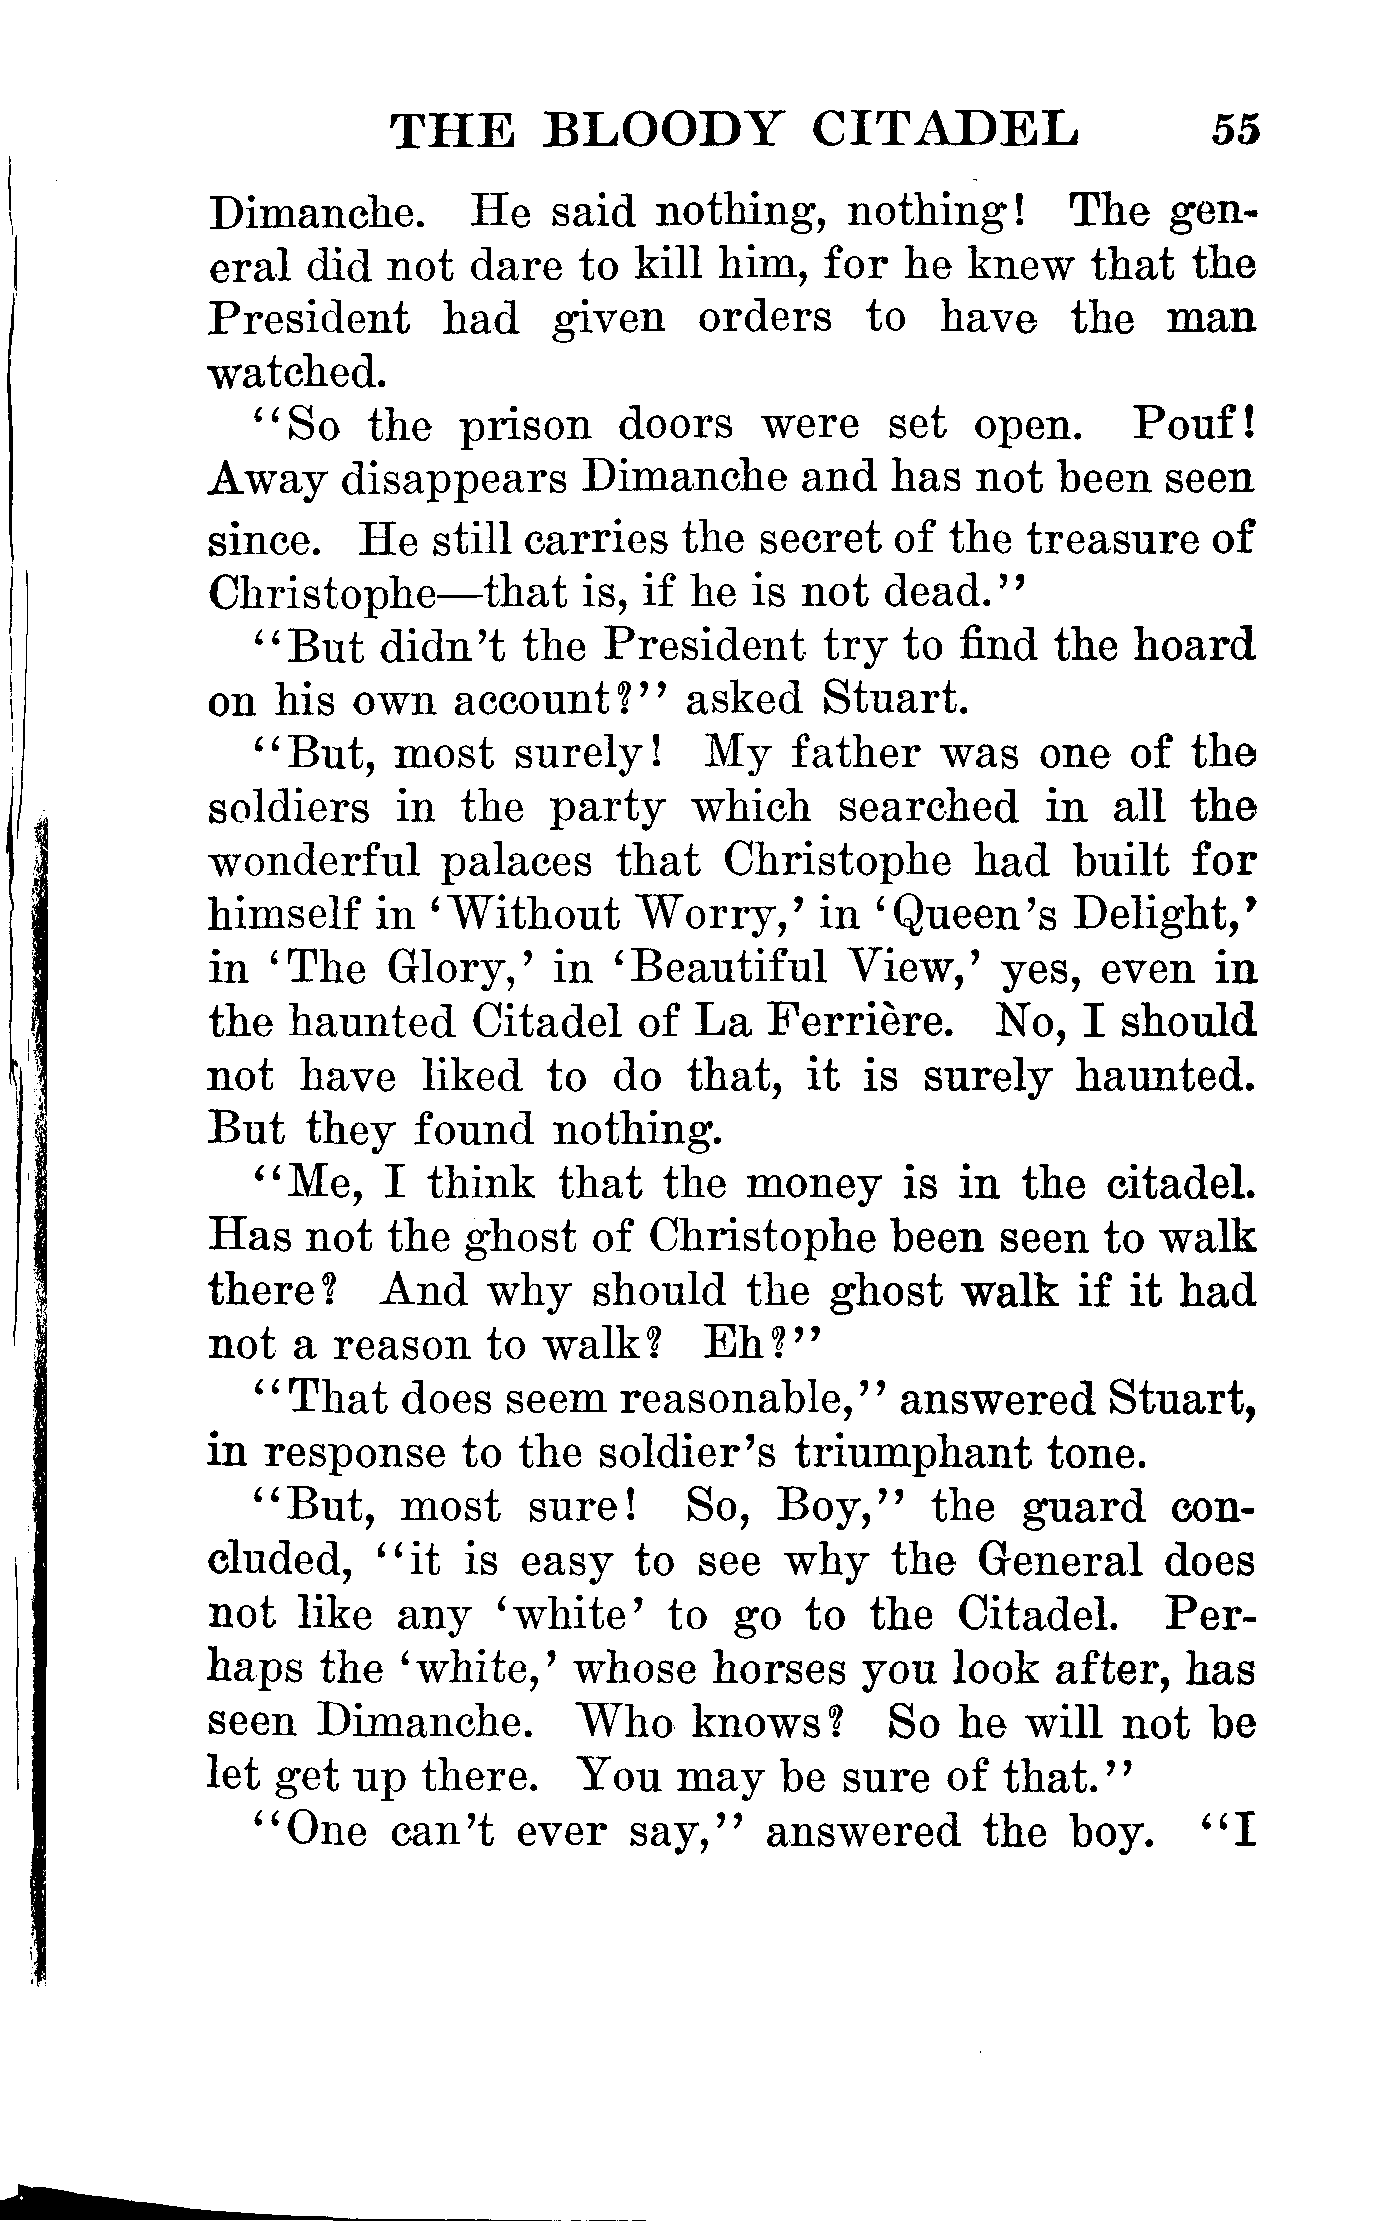 THE BLOODY CITADEL 55
Dimanche. He said nothing, nothing! The gen-
eral did not dare to kill him, for he knew that the
President had given orders to have the man
watched.
"So the prison doors were set open. Pouf!
Away disappears Dimanche and has not been seen
since. He still carries the secret of the treasure of
Christophe—that is, if he is not dead."
"But didn't the President try to find the hoard
on his own account?" asked Stuart.
"But, most surely! My father was one of the
soldiers in the party which searched in all the
wonderful palaces that Christophe had built for
himself in 'Without Worry,' in 'Queen's Delight,'
in 'The Glory,' in 'Beautiful View,' yes, even in
the haunted Citadel of La Ferrière. No, I should
not have liked to do that, it is surely haunted.
But they found nothing.
"Me, I think that the money is in the citadel.
Has not the ghost of Christophe been seen to walk
there? And why should the ghost walk if it had
not a reason to walk? Eh?"
"That does seem reasonable," answered Stuart,
in response to the soldier's triumphant tone.
"But, most sure! So, Boy," the guard con-
cluded, "it is easy to see why the General does
not like any 'white' to go to the Citadel. Per-
haps the 'white,' whose horses you look after, has
seen Dimanche. Who knows? So he will not be
let get up there. You may be sure of that."
"One can't ever say," answered the boy. "I